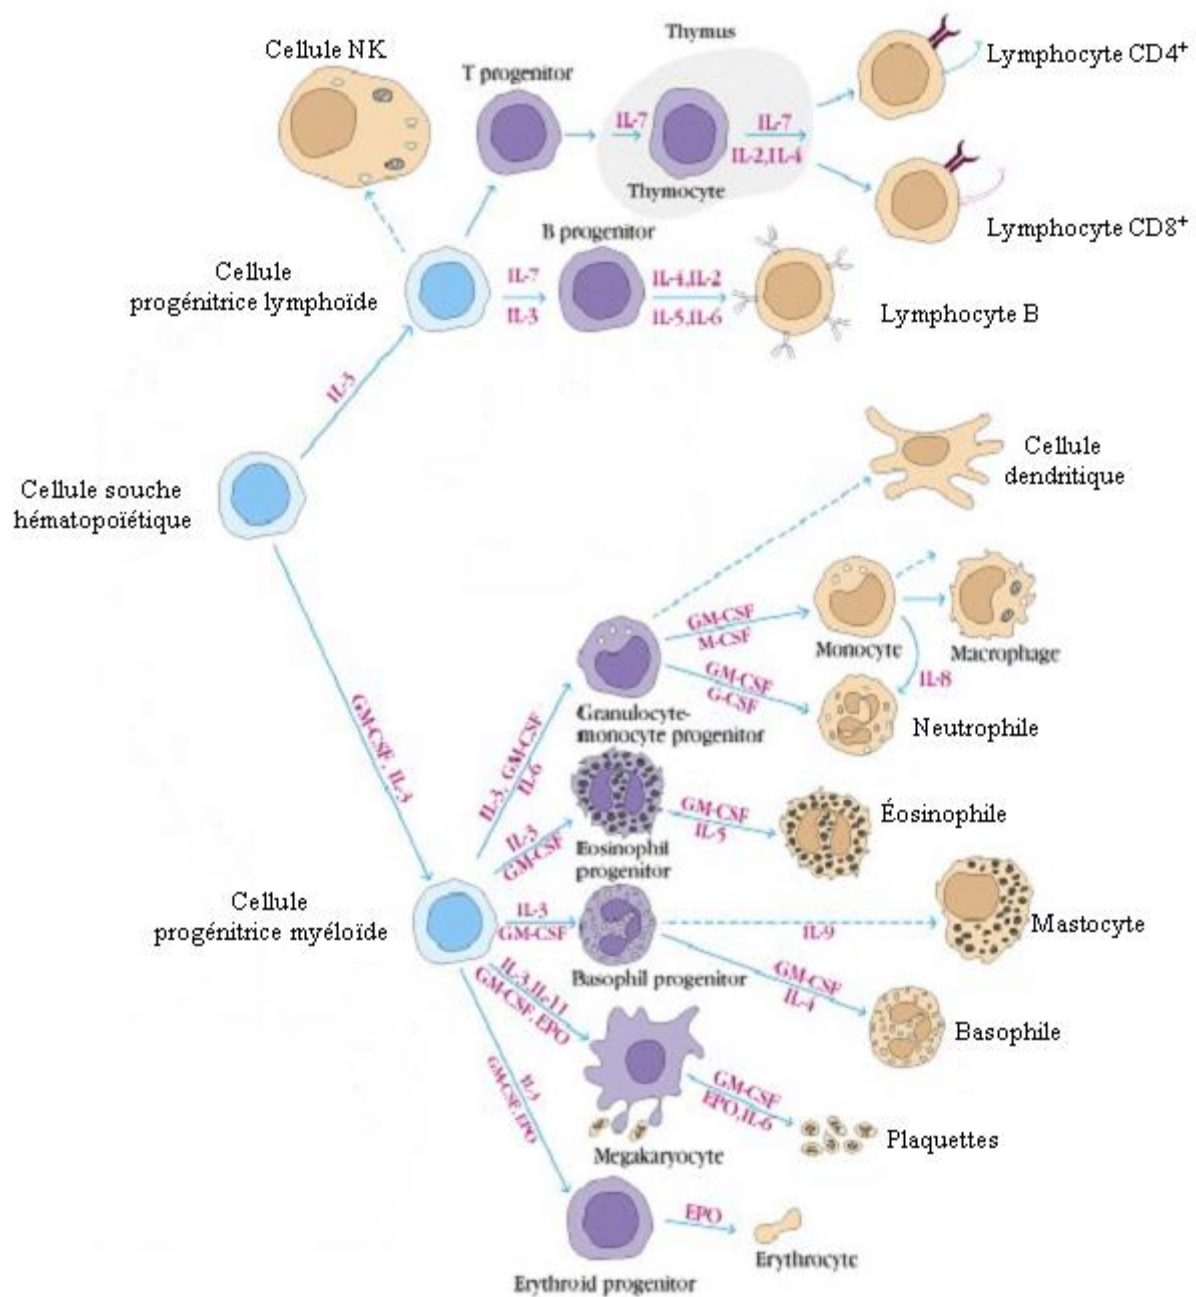 Cellule NK
Thymus
T progenitor
Lymphocyte CD4⁺
IL-7
IL-7
IL-2,IL-4
Thymocyte
Lymphocyte CD8⁺
B progenitor
Cellule
progénitrice lymphoïde
IL-7
IL-3
IL-4,IL-2
IL-5,IL-6
Lymphocyte B
IL-3
Cellule
dendritique
Cellule souche
hématopoïétique
GM-CSF
M-CSF
Monocyte
Macrophage
IL-8
GM-CSF
G-CSF
Neutrophile
Granulocyte-
monocyte progenitor
GM-CSF, IL-3
IL-3, GM-CSF
IL-6
GM-CSF
IL-5
Éosinophile
IL-3
GM-CSF
Eosinophil
progenitor
Cellule
progénitrice myéloïde
IL-3
GM-CSF
IL-9
Mastocyte
Basophil progenitor
GM-CSF
IL-4
Basophile
IL-3,IL-11
GM-CSF,EPO
GM-CSF
EPO,IL-6
Plaquettes
Megakaryocyte
IL-3
GM-CSF,EPO
EPO
Erythrocyte
Erythroid progenitor